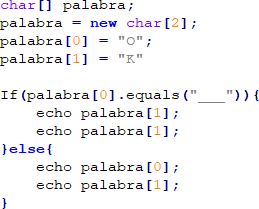 char[] palabra;
palabra = new char[2];
palabra[0] = "O";
palabra[1] = "K"
If(palabra[0].equals("___")){
echo palabra[1];
echo palabra[1];
}else{
echo palabra[0];
echo palabra[1];
}